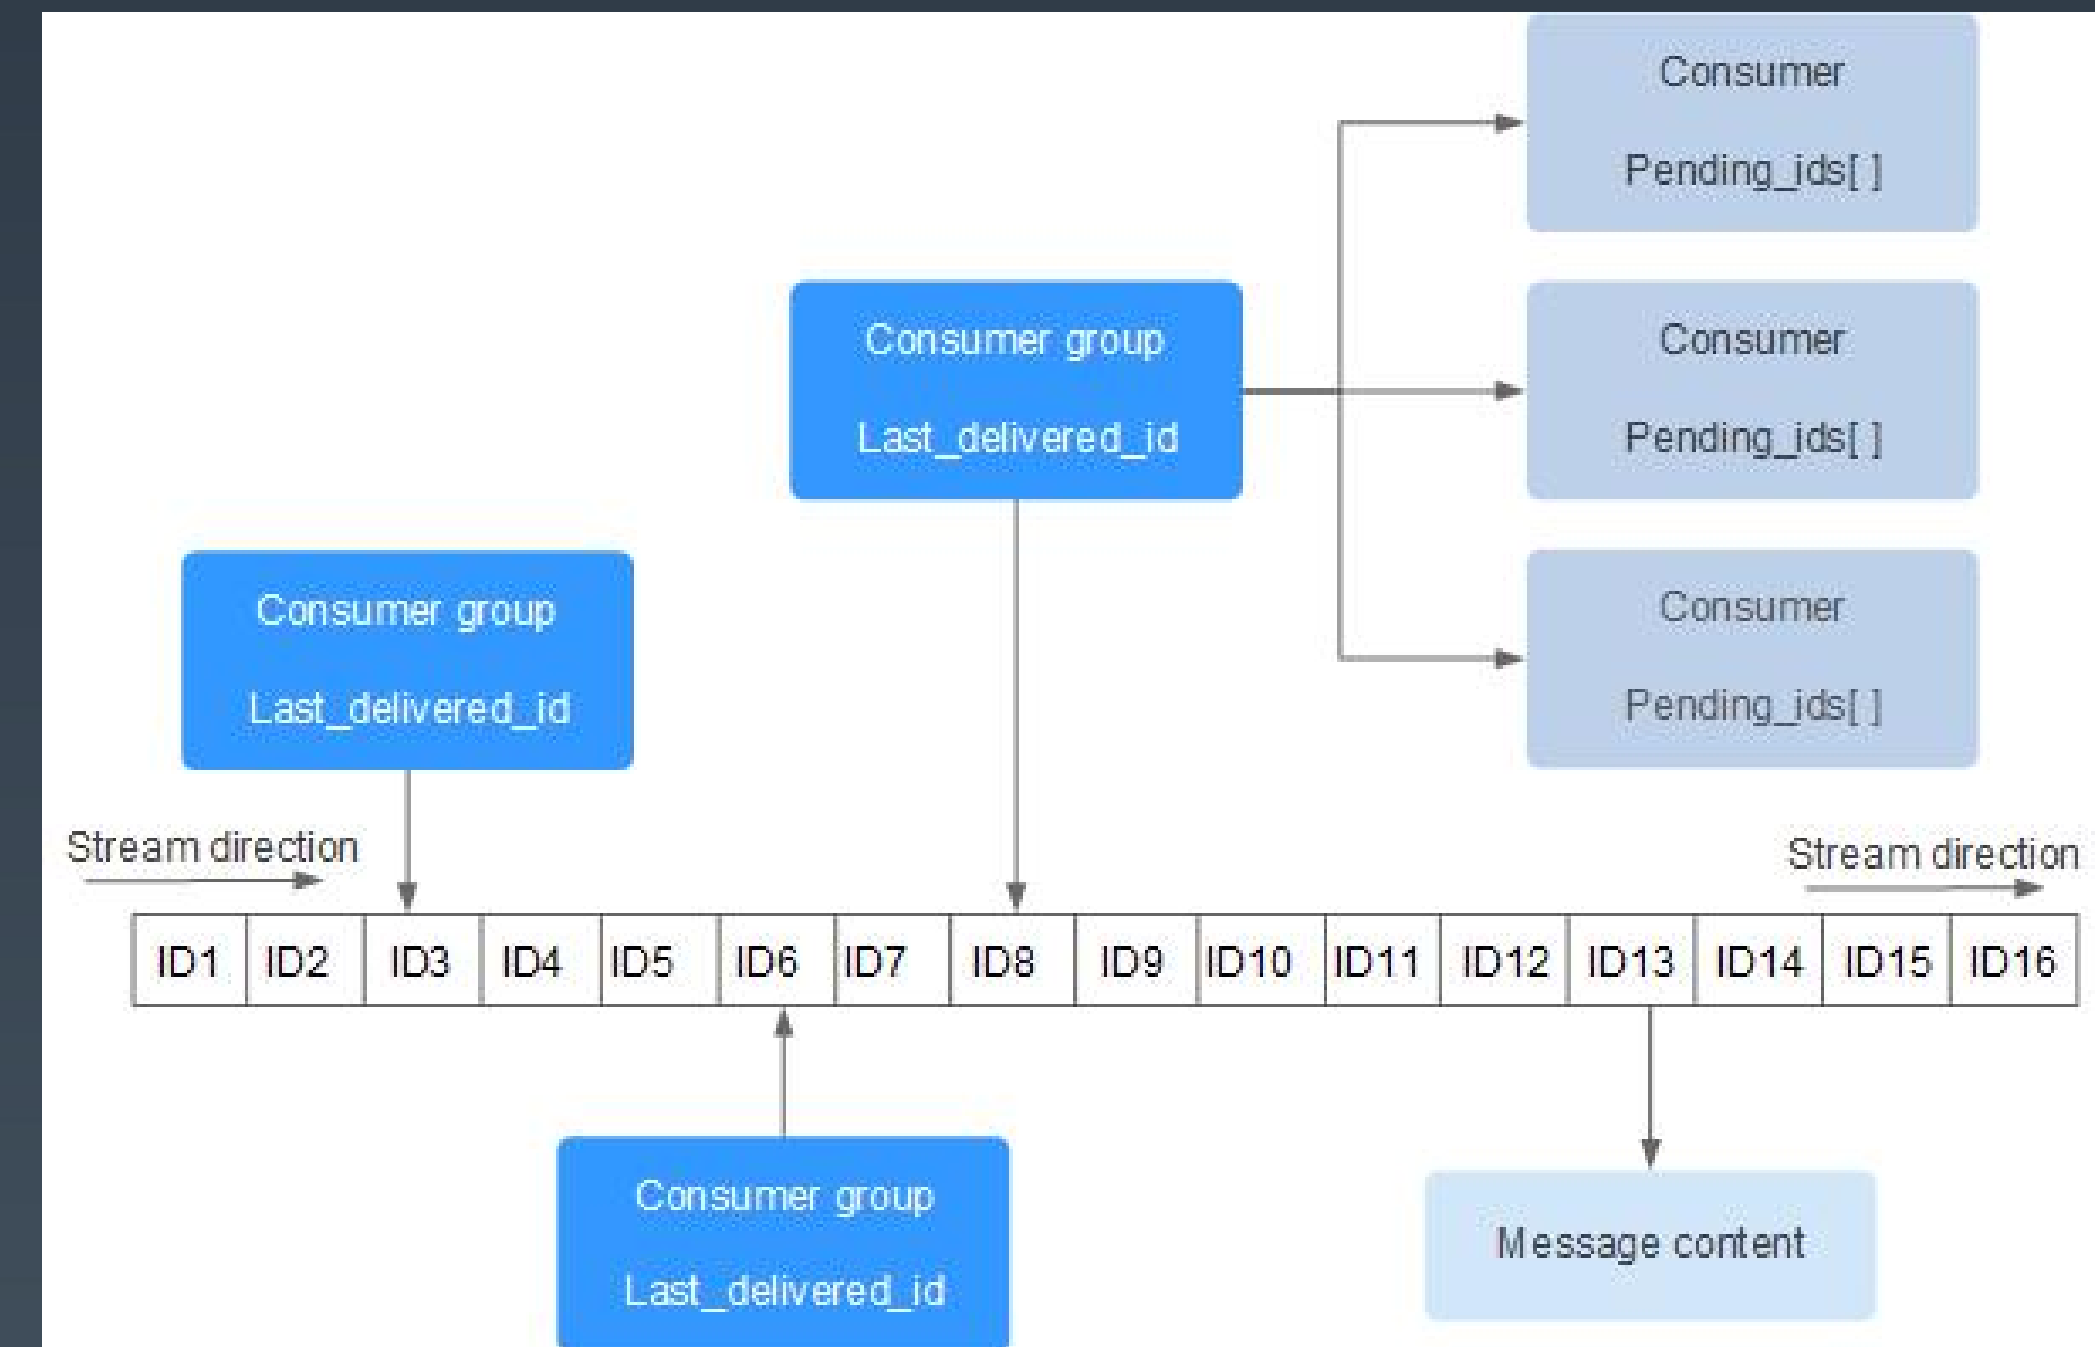 Consumer
Pending_ids[ ]
Consumer group
Last_delivered_id
Consumer
Pending_ids[ ]
Consumer group
Last_delivered_id
Consumer
Pending_ids[ ]
Stream direction
Stream direction
ID1 ID2 ID3 ID4 ID5 ID6 ID7 ID8 ID9 ID10 ID11 ID12 ID13 ID14 ID15 ID16
Consumer group
Last_delivered_id
Message content